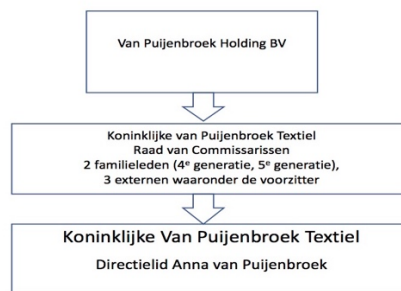 Van Puijenbroek Holding BV
Koninklijke van Puijenbroek Textiel
Raad van Commissarissen
2 familieleden (4e generatie, 5e generatie),
3 externen waaronder de voorzitter
Koninklijke Van Puijenbroek Textiel
Directielid Anna van Puijenbroek